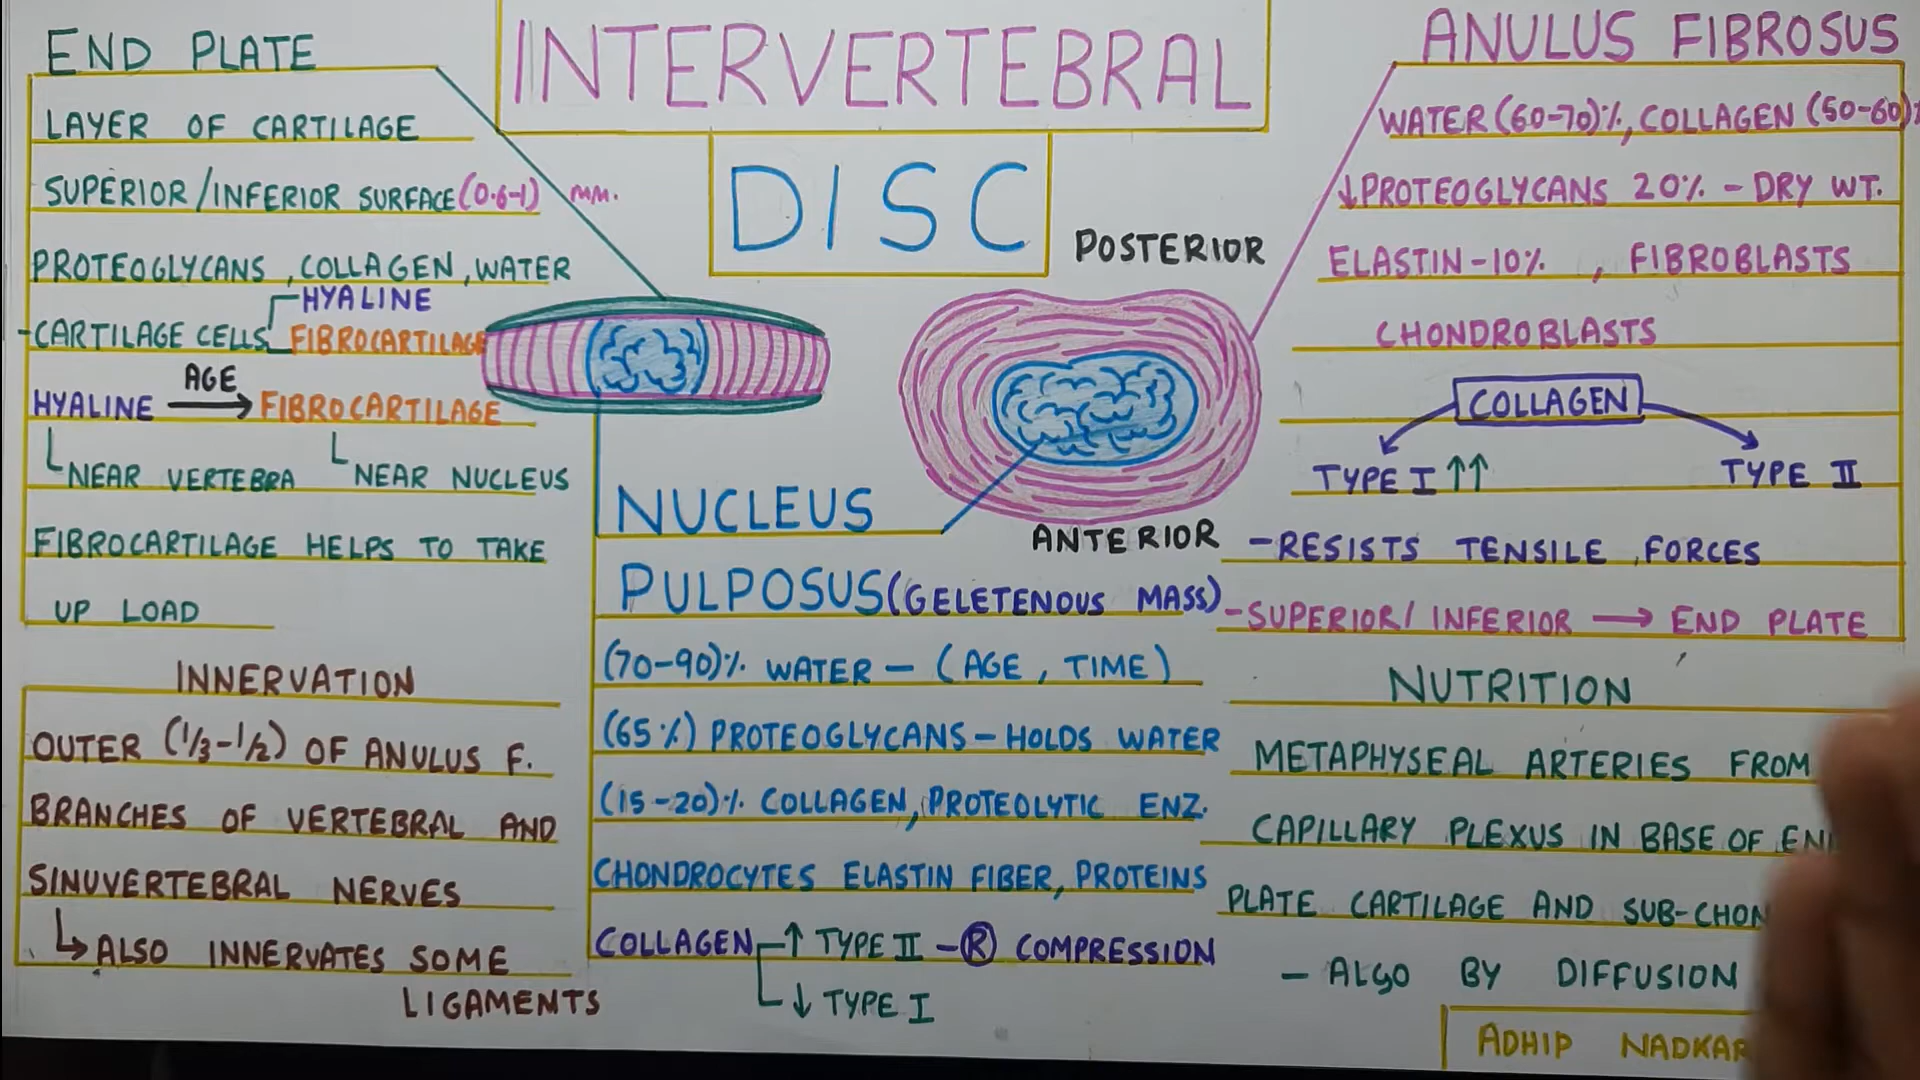 INTERVERTEBRAL
DISC
END PLATE
LAYER OF CARTILAGE
SUPERIOR/INFERIOR SURFACE (0.6-1) MM.
PROTEOGLYCANS, COLLAGEN, WATER
-CARTILAGE CELLS HYALINE
FIBROCARTILAGE
HYALINE AGE → FIBROCARTILAGE
NEAR VERTEBRA NEAR NUCLEUS
FIBROCARTILAGE HELPS TO TAKE
UP LOAD
INNERVATION
OUTER (1/3-1/2) OF ANULUS F.
BRANCHES OF VERTEBRAL AND
SINUVERTEBRAL NERVES
↳ ALSO INNERVATES SOME
LIGAMENTS
POSTERIOR
ANTERIOR
NUCLEUS
PULPOSUS (GELETENOUS MASS)
(70-90)% WATER - (AGE, TIME)
(65%) PROTEOGLYCANS - HOLDS WATER
(15-20)% COLLAGEN, PROTEOLYTIC ENZ.
CHONDROCYTES ELASTIN FIBER, PROTEINS
COLLAGEN ↑ TYPE II - Ⓡ COMPRESSION
↓ TYPE I
ANULUS FIBROSUS
WATER (60-70)%, COLLAGEN (50-60)%
↓PROTEOGLYCANS 20% - DRY WT.
ELASTIN-10%, FIBROBLASTS
CHONDROBLASTS
COLLAGEN
TYPE I ↑↑ TYPE II
-RESISTS TENSILE FORCES
-SUPERIOR/INFERIOR → END PLATE
NUTRITION
METAPHYSEAL ARTERIES FROM
CAPILLARY PLEXUS IN BASE OF EN
PLATE CARTILAGE AND SUB-CHON
- ALSO BY DIFFUSION
ADHIP NADKAR